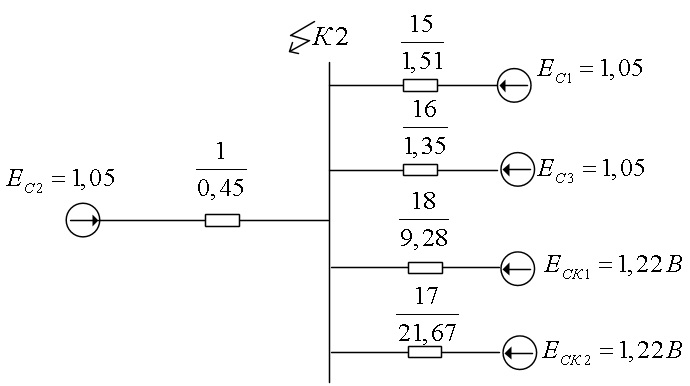 К2
15
1,51
E_C1 = 1,05
16
1,35
E_C3 = 1,05
1
0,45
E_C2 = 1,05
18
9,28
E_CK1 = 1,22 B
17
21,67
E_CK2 = 1,22 B